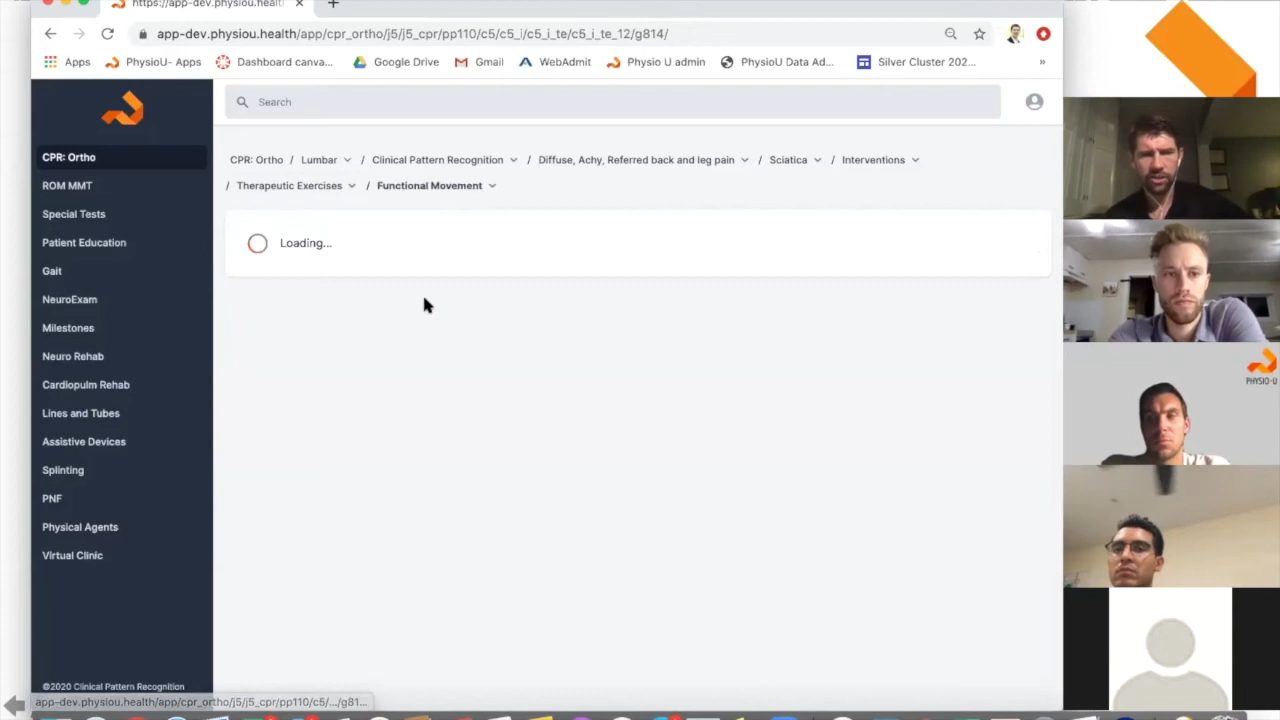 https://app-dev.physiou.healthl
app-dev.physiou.health/app/cpr_ortho/j5/j5_cpr/pp110/c5/c5_i/c5_i_te/c5_i_te_12/g814/
Apps PhysioU- Apps Dashboard canva... Google Drive Gmail WebAdmit Physio U admin PhysioU Data Ad... Silver Cluster 202... »
Search
CPR: Ortho
ROM MMT
Special Tests
Patient Education
Gait
NeuroExam
Milestones
Neuro Rehab
Cardiopulm Rehab
Lines and Tubes
Assistive Devices
Splinting
PNF
Physical Agents
Virtual Clinic
©2020 Clinical Pattern Recognition
CPR: Ortho / Lumbar / Clinical Pattern Recognition / Diffuse, Achy, Referred back and leg pain / Sciatica / Interventions
/ Therapeutic Exercises / Functional Movement
Loading...
app-dev.physiou.health/app/cpr_ortho/j5/j5_cpr/pp110/c5/.../g81...
PHYSIO-U